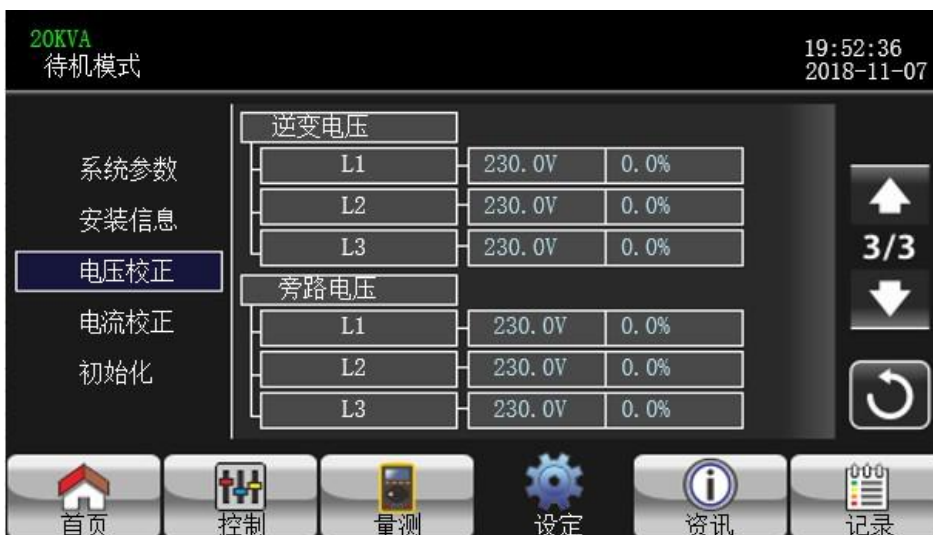 20KVA
待机模式
19:52:36
2018-11-07
系统参数
安装信息
电压校正
电流校正
初始化
逆变电压
L1 230.0V 0.0%
L2 230.0V 0.0%
L3 230.0V 0.0%
旁路电压
L1 230.0V 0.0%
L2 230.0V 0.0%
L3 230.0V 0.0%
3/3
首页 控制 量测 设定 资讯 记录